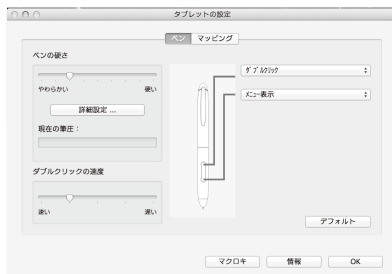 タブレットの設定
ペン
マッピング
ペンの硬さ
やわらかい
硬い
詳細設定 ...
現在の筆圧：
ダブルクリックの速度
速い
遅い
ダブルクリック
メニュー表示
デフォルト
マクロキー
情報
OK